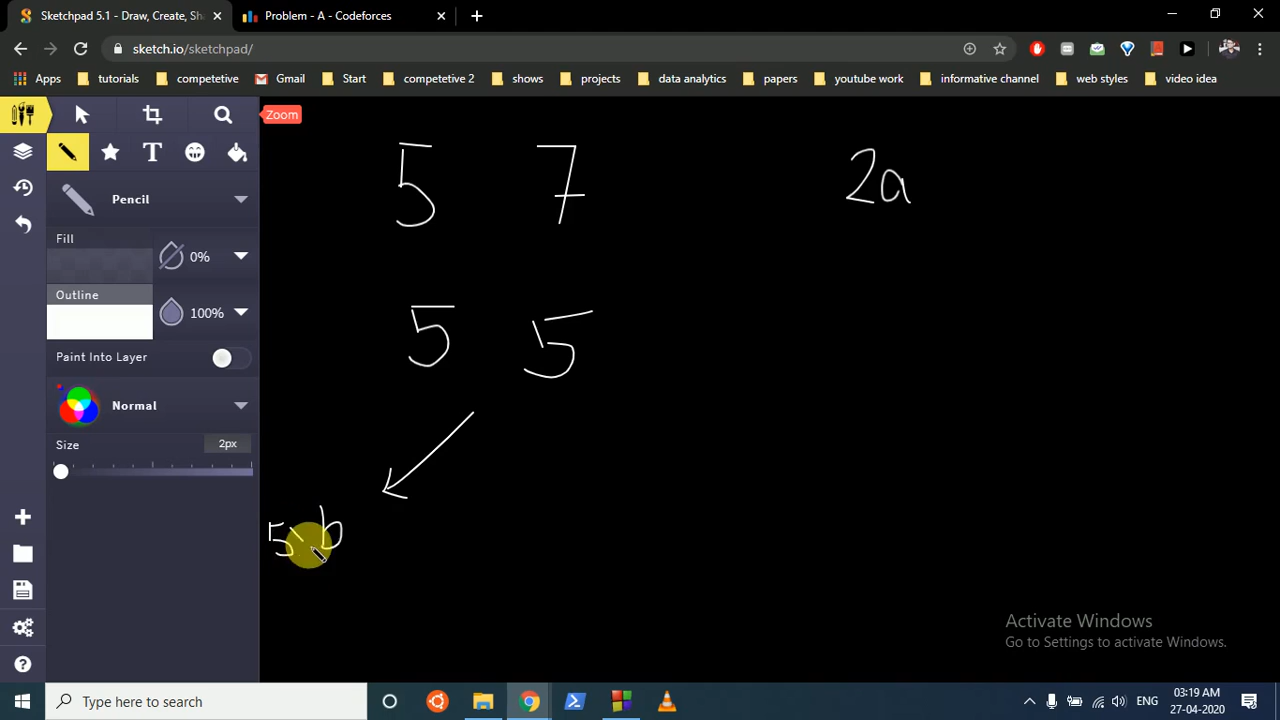 Sketchpad 5.1 - Draw, Create, Sha
Problem - A - Codeforces
sketch.io/sketchpad/
Apps tutorials competetive Gmail Start competetive 2 shows projects data analytics papers youtube work informative channel web styles video idea
Zoom
5 7 2a
Pencil
Fill
0%
Outline
100%
5 5
Paint Into Layer
Normal
Size 2px
5 b
Activate Windows
Go to Settings to activate Windows.
Type here to search
ENG
03:19 AM
27-04-2020